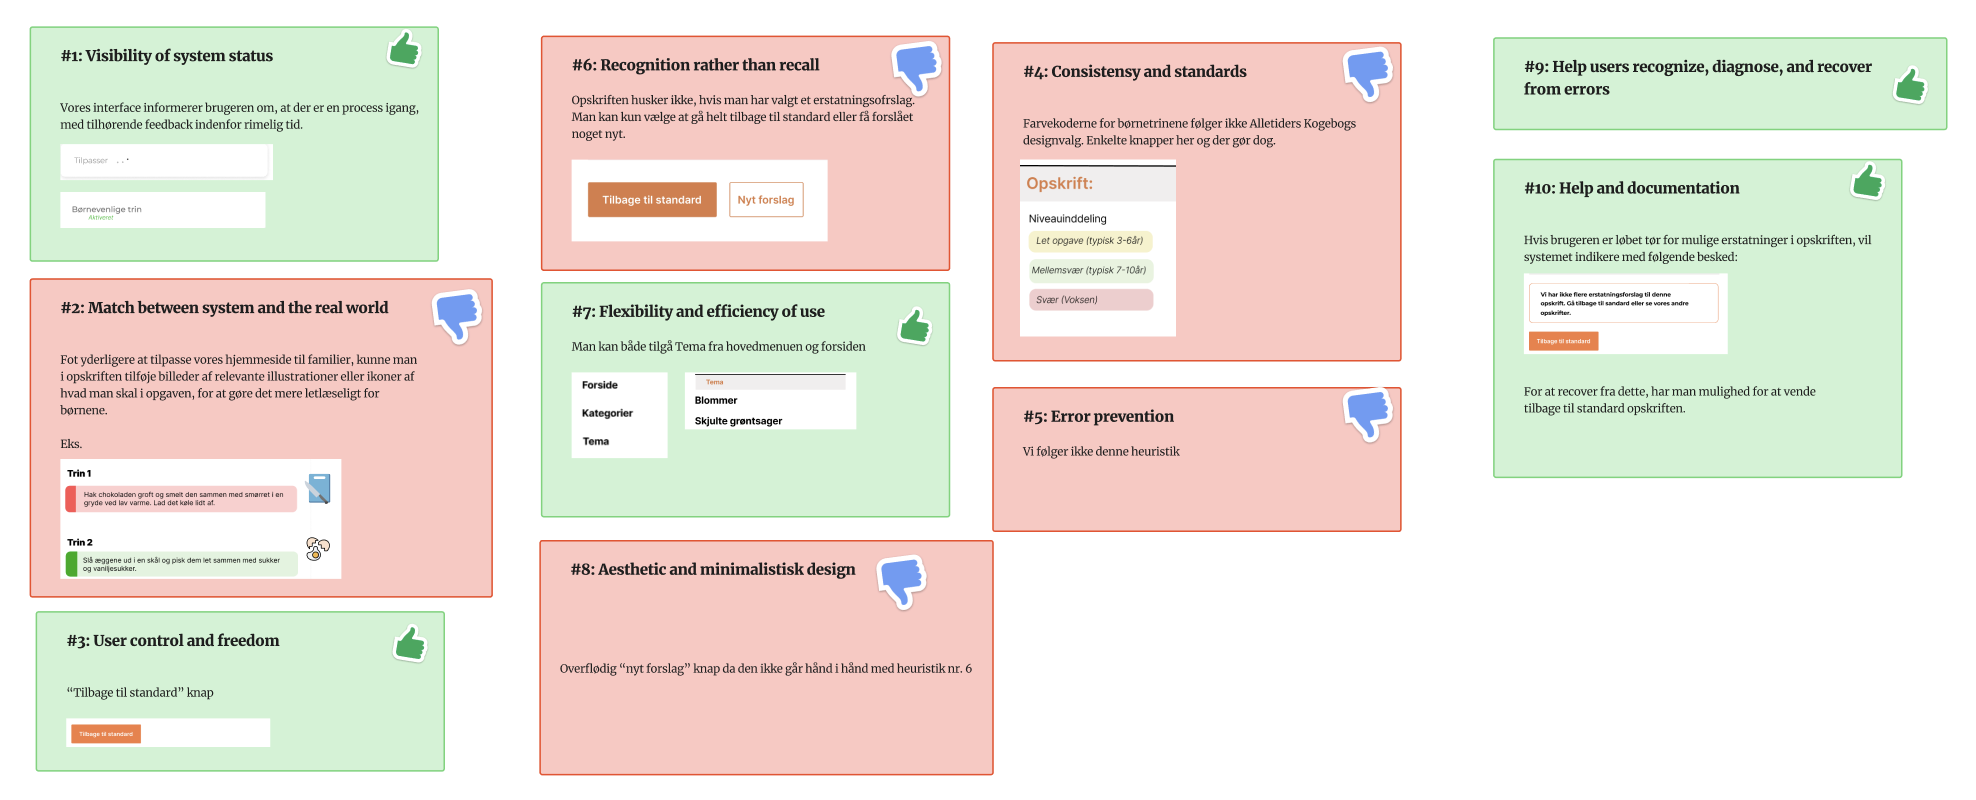 #1: Visibility of system status
Vores interface informerer brugeren om, at der er en process igang,
med tilhørende feedback indenfor rimelig tid.
Tilpasser . . .
Børnevenlige trin
Aktiveret
#2: Match between system and the real world
Fot yderligere at tilpasse vores hjemmeside til familier, kunne man
i opskriften tilføje billeder af relevante illustrationer eller ikoner af
hvad man skal i opgaven, for at gøre det mere letlæseligt for
børnene.
Eks.
Trin 1
Hak chokoladen groft og smelt den sammen med smørret i en
gryde ved lav varme. Lad det køle lidt af.
Trin 2
Slå æggene ud i en skål og pisk dem let sammen med sukker
og vaniljesukker.
#3: User control and freedom
“Tilbage til standard” knap
Tilbage til standard
#6: Recognition rather than recall
Opskriften husker ikke, hvis man har valgt et erstatningsofrslag.
Man kan kun vælge at gå helt tilbage til standard eller få forslået
noget nyt.
Tilbage til standard
Nyt forslag
#7: Flexibility and efficiency of use
Man kan både tilgå Tema fra hovedmenuen og forsiden
Forside
Kategorier
Tema
Tema
Blommer
Skjulte grøntsager
#8: Aesthetic and minimalistisk design
Overflødig “nyt forslag” knap da den ikke går hånd i hånd med heuristik nr. 6
#4: Consistensy and standards
Farvekoderne for børnetrinene følger ikke Alletiders Kogebogs
designvalg. Enkelte knapper her og der gør dog.
Opskrift:
Niveauinddeling
Let opgave (typisk 3-6år)
Mellemsvær (typisk 7-10år)
Svær (Voksen)
#5: Error prevention
Vi følger ikke denne heuristik
#9: Help users recognize, diagnose, and recover
from errors
#10: Help and documentation
Hvis brugeren er løbet tør for mulige erstatninger i opskriften, vil
systemet indikere med følgende besked:
Vi har ikke flere erstatningsforslag til denne
opskrift. Gå tilbage til sandard eller se vores andre
opskrifter.
Tilbage til standard
For at recover fra dette, har man mulighed for at vende
tilbage til standard opskriften.